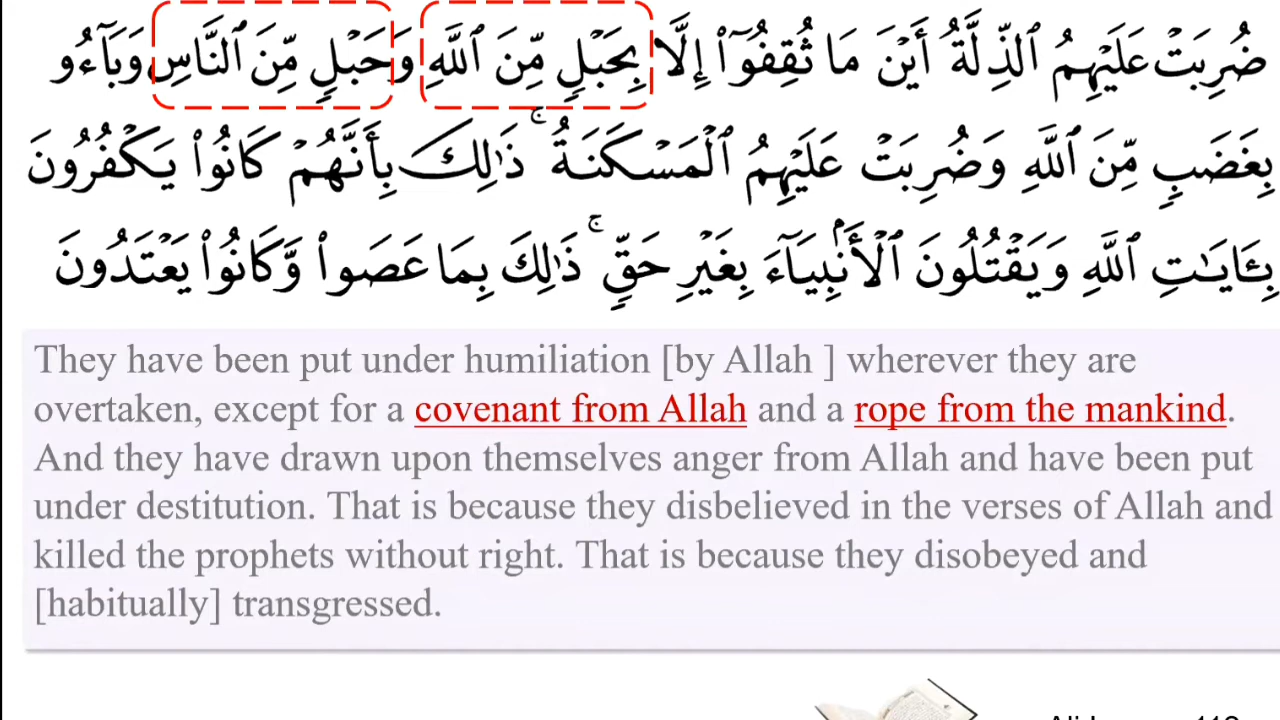 ضُرِبَتْ عَلَيْهِمُ ٱلذِّلَّةُ أَيْنَ مَا ثُقِفُوٓا۟ إِلَّا بِحَبْلٍ مِّنَ ٱللَّهِ وَحَبْلٍ مِّنَ ٱلنَّاسِ وَبَآءُو
بِغَضَبٍ مِّنَ ٱللَّهِ وَضُرِبَتْ عَلَيْهِمُ ٱلْمَسْكَنَةُ ۚ ذَٰلِكَ بِأَنَّهُمْ كَانُوا۟ يَكْفُرُونَ
بِـَٔايَـٰتِ ٱللَّهِ وَيَقْتُلُونَ ٱلْأَنۢبِيَآءَ بِغَيْرِ حَقٍّ ۚ ذَٰلِكَ بِمَا عَصَوا۟ وَّكَانُوا۟ يَعْتَدُونَ
They have been put under humiliation [by Allah ] wherever they are
overtaken, except for a covenant from Allah and a rope from the mankind.
And they have drawn upon themselves anger from Allah and have been put
under destitution. That is because they disbelieved in the verses of Allah and
killed the prophets without right. That is because they disobeyed and
[habitually] transgressed.